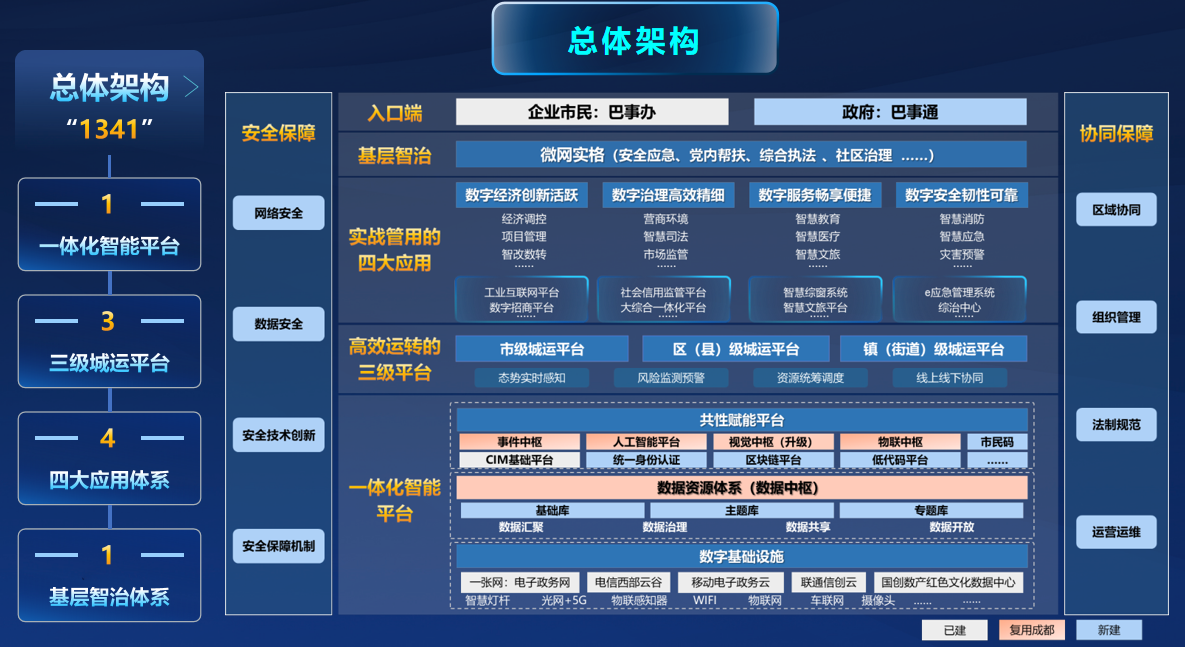 总体架构
总体架构
“1341”
1
一体化智能平台
3
三级城运平台
4
四大应用体系
1
基层智治体系
安全保障
网络安全
数据安全
安全技术创新
安全保障机制
入口端
企业市民：巴事办
政府：巴事通
基层智治
微网实格（安全应急、党内帮扶、综合执法 、社区治理 ……）
实战管用的
四大应用
数字经济创新活跃
数字治理高效精细
数字服务畅享便捷
数字安全韧性可靠
经济调控
营商环境
智慧教育
智慧消防
项目管理
智慧司法
智慧医疗
智慧应急
智改数转
市场监管
智慧文旅
灾害预警
……
……
……
……
工业互联网平台
社会信用监管平台
智慧综窗系统
e应急管理系统
数字招商平台
大综合一体化平台
智慧文旅平台
综治中心
……
……
……
……
高效运转的
三级平台
市级城运平台
区（县）级城运平台
镇（街道）级城运平台
态势实时感知
风险监测预警
资源统筹调度
线上线下协同
一体化智能
平台
共性赋能平台
事件中枢
人工智能平台
视觉中枢（升级）
物联中枢
市民码
CIM基础平台
统一身份认证
区块链平台
低代码平台
……
数据资源体系（数据中枢）
基础库
主题库
专题库
数据汇聚
数据治理
数据共享
数据开放
数字基础设施
一张网：电子政务网
电信西部云谷
移动电子政务云
联通信创云
国创数产红色文化数据中心
智慧灯杆
光网+5G
物联感知器
WIFI
物联网
车联网
摄像头
……
……
协同保障
区域协同
组织管理
法制规范
运营运维
已建
复用成都
新建